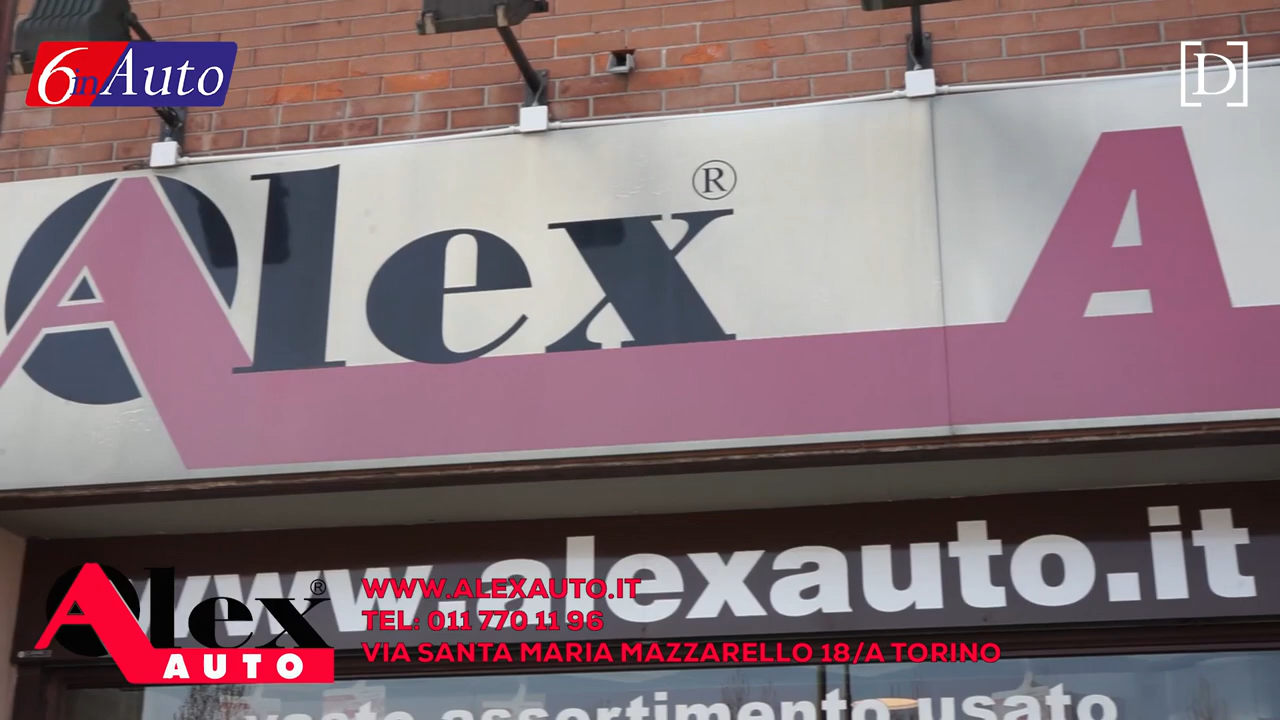 6 in Auto
[D]
Alex ® A
www.alexauto.it
Alex ®
AUTO
WWW.ALEXAUTO.IT
TEL: 011 770 11 96
VIA SANTA MARIA MAZZARELLO 18/A TORINO
vasto assortimento usato